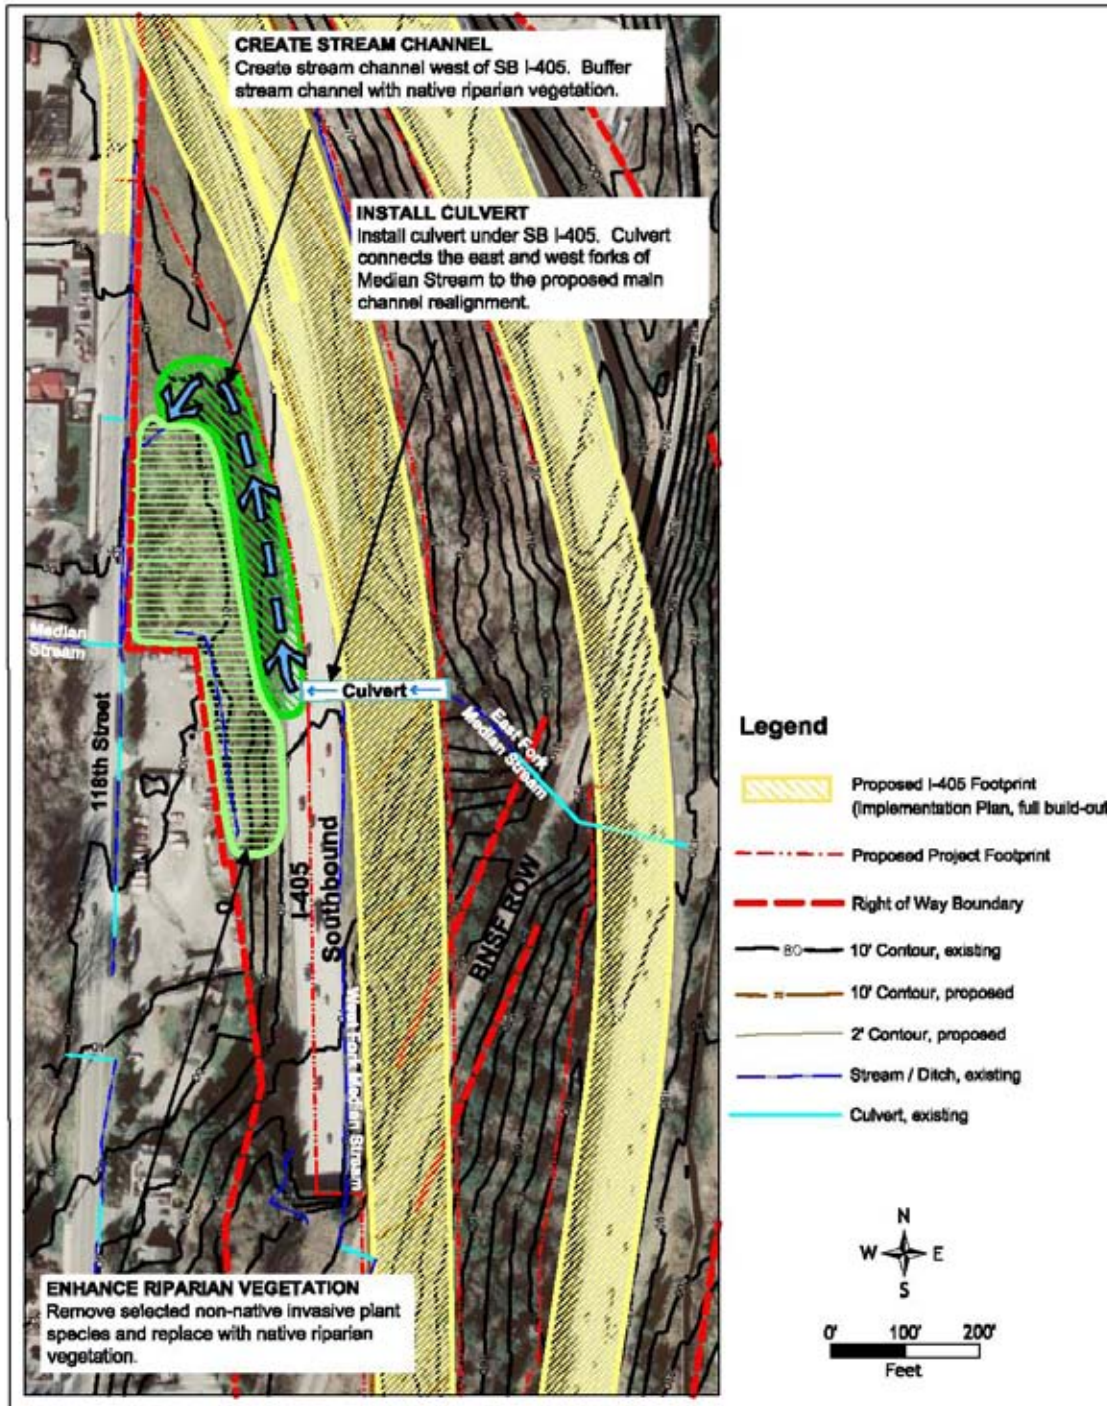 CREATE STREAM CHANNEL
Create stream channel west of SB I-405. Buffer
stream channel with native riparian vegetation.
INSTALL CULVERT
Install culvert under SB I-405. Culvert
connects the east and west forks of
Median Stream to the proposed main
channel realignment.
Median
Stream
118th Street
Culvert
East Fork
Median Stream
I-405
Southbound
BNSF ROW
West Fork Median Stream
ENHANCE RIPARIAN VEGETATION
Remove selected non-native invasive plant
species and replace with native riparian
vegetation.
Legend
Proposed I-405 Footprint
(Implementation Plan, full build-out
Proposed Project Footprint
Right of Way Boundary
80 10' Contour, existing
10' Contour, proposed
2' Contour, proposed
Stream / Ditch, existing
Culvert, existing
N
W E
S
0' 100' 200'
Feet